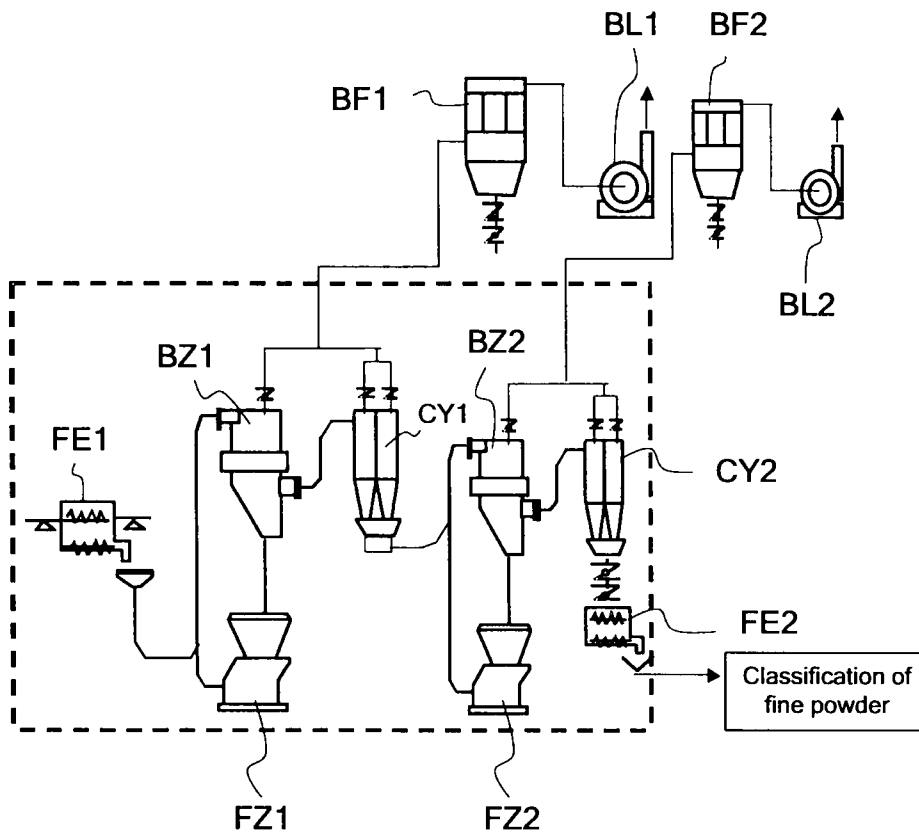 BL1
BF2
BF1
BL2
BZ1
BZ2
CY1
FE1
CY2
FE2
Classification of
fine powder
FZ1
FZ2